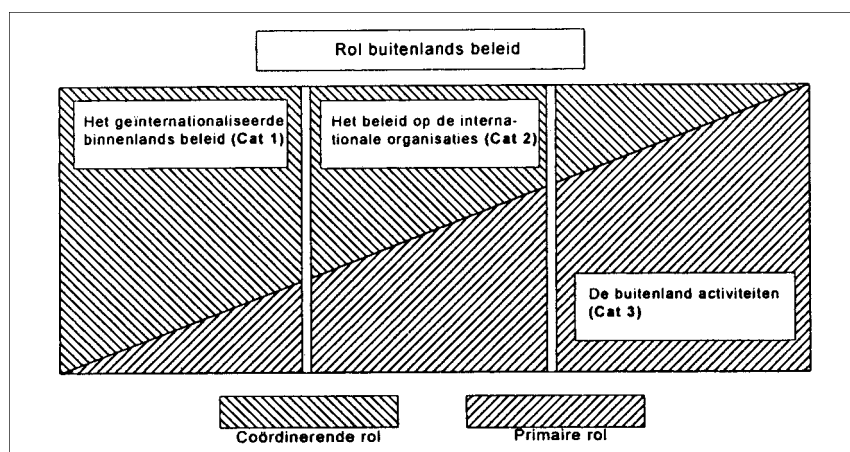 Rol buitenlands beleid
Het geïnternationaliseerde
binnenlands beleid (Cat 1)
Het beleid op de interna-
tionale organisaties (Cat 2)
De buitenland activiteiten
(Cat 3)
Coördinerende rol
Primaire rol